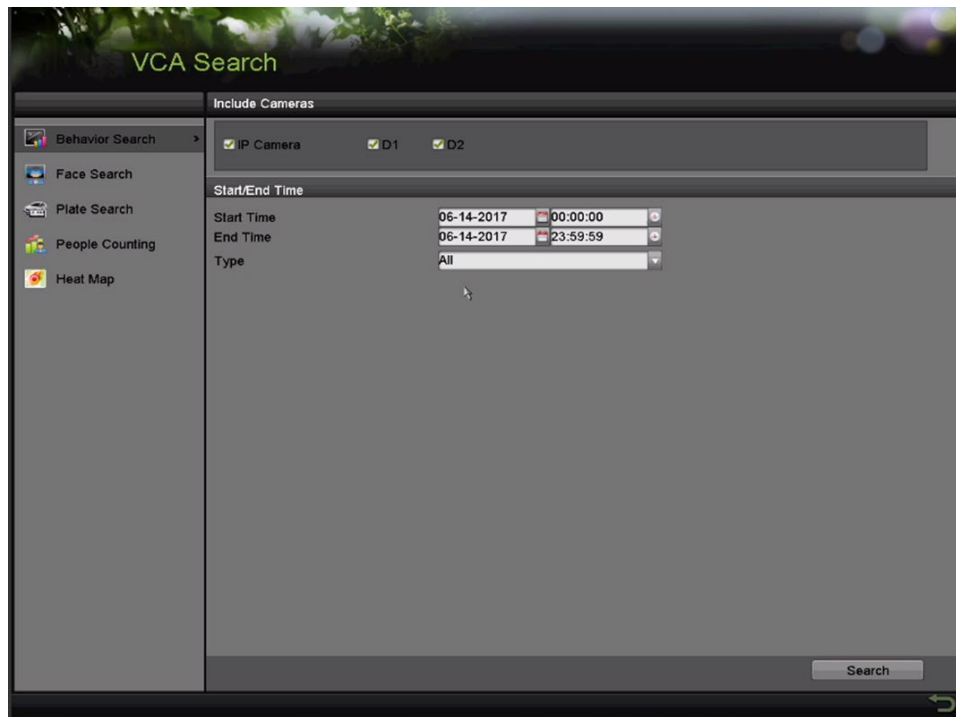 VCA Search
Include Cameras
Behavior Search >
IP Camera D1 D2
Face Search
Start/End Time
Plate Search
Start Time 06-14-2017 00:00:00
End Time 06-14-2017 23:59:59
People Counting
Type All
Heat Map
Search